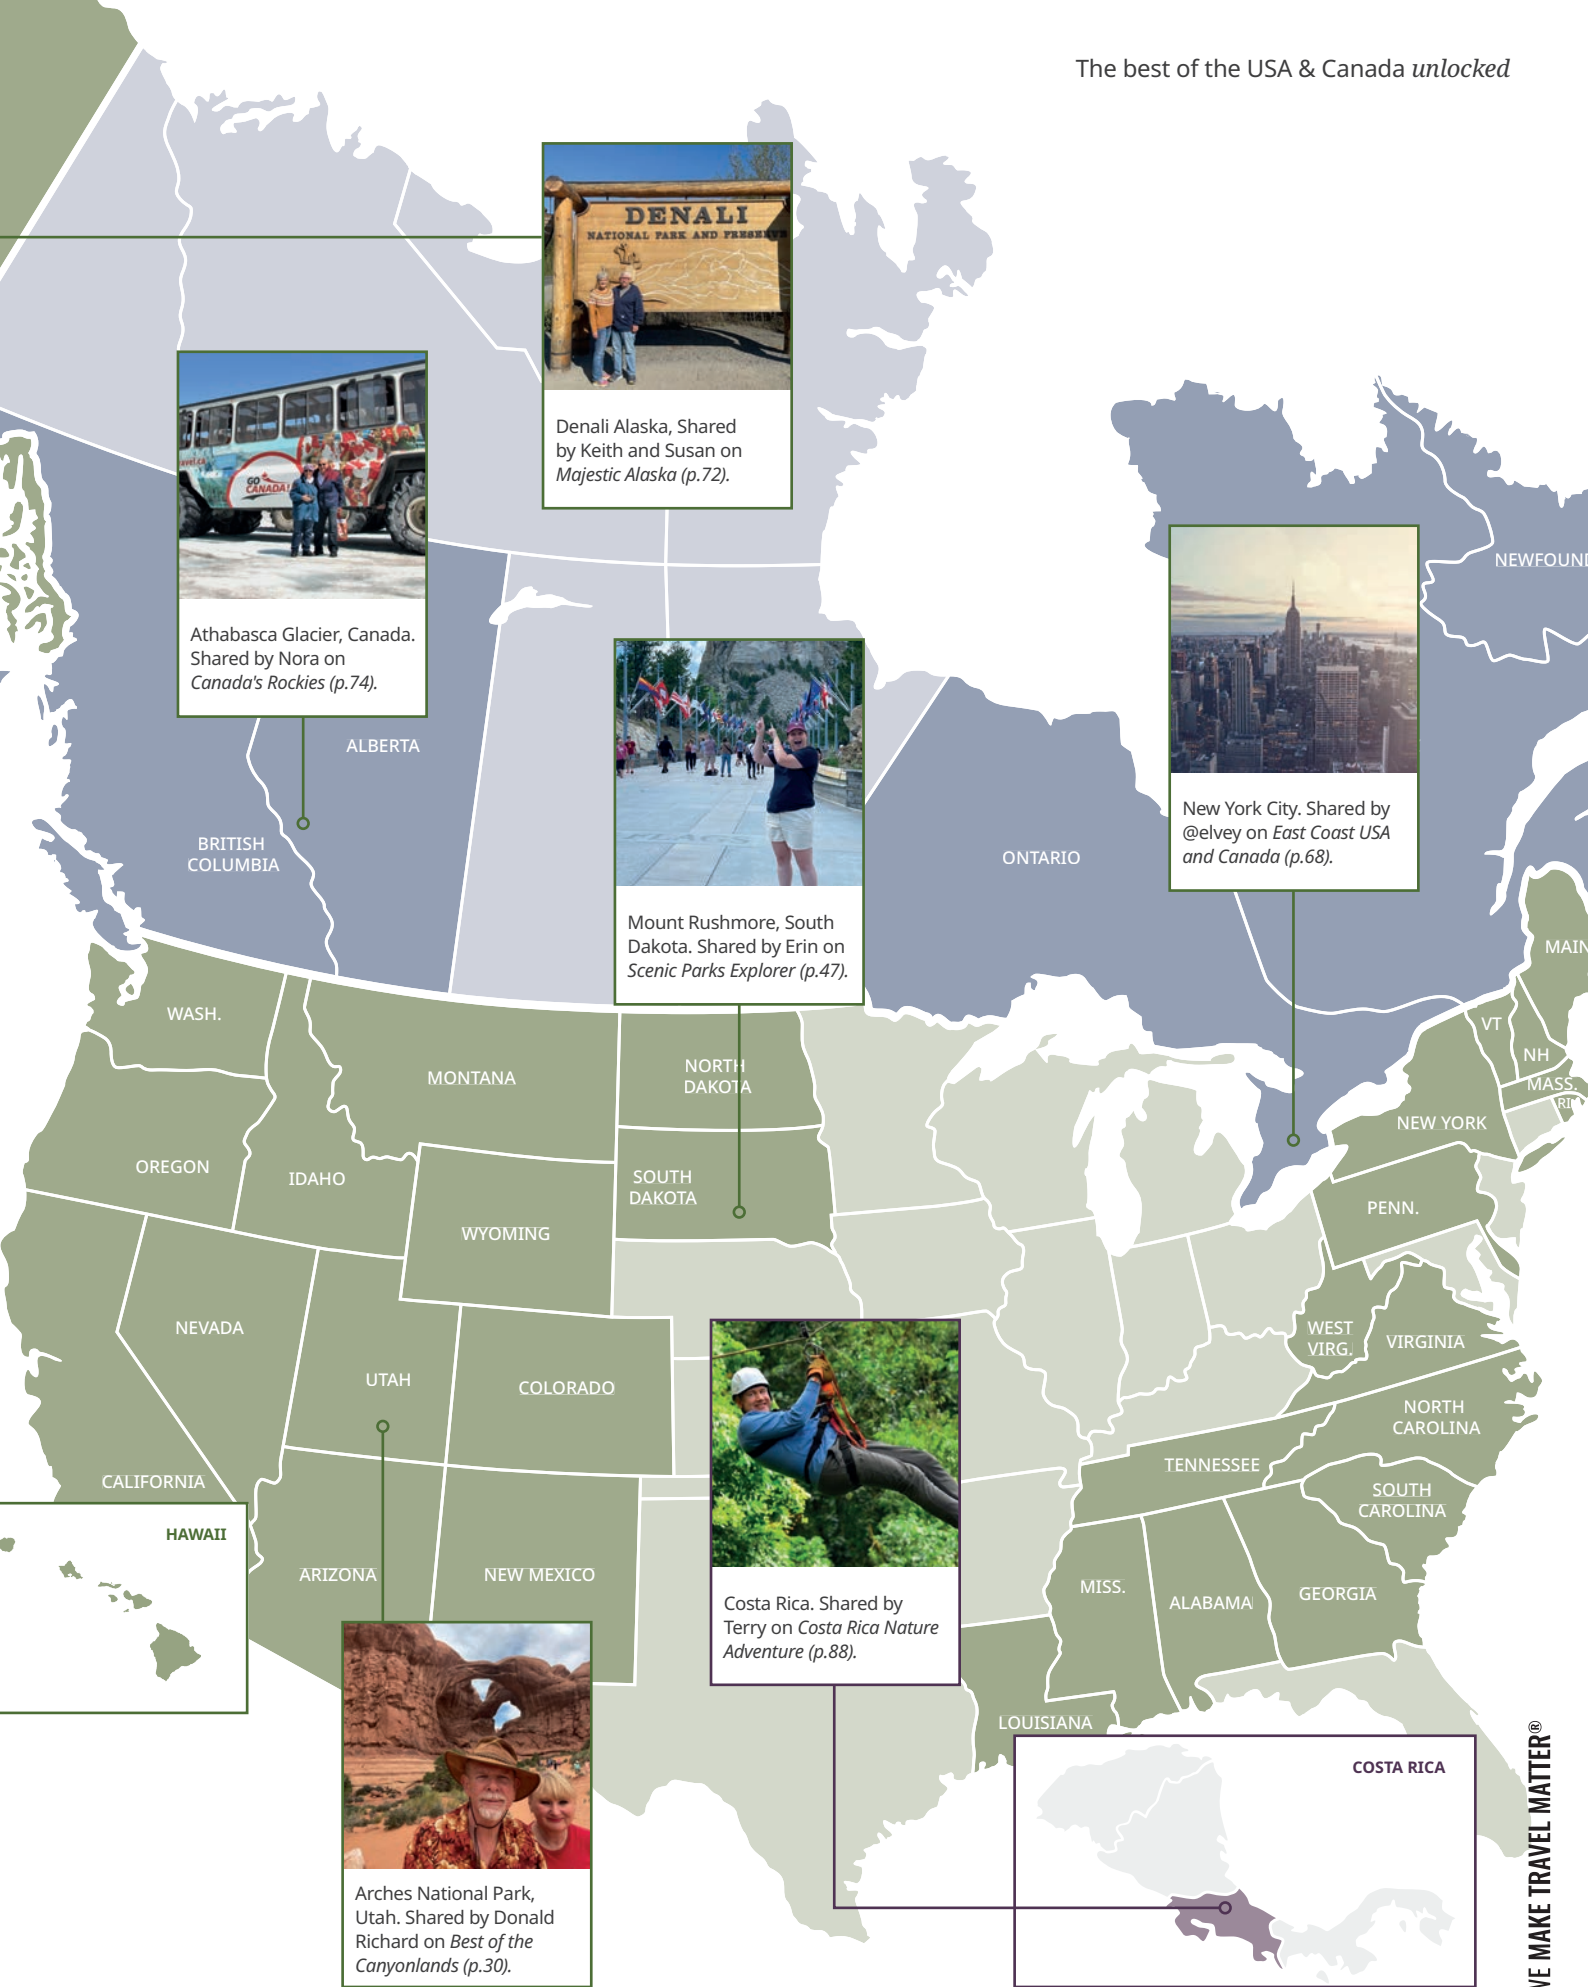 The best of the USA & Canada unlocked
DENALI
NATIONAL PARK AND PRESERVE
Denali Alaska, Shared
by Keith and Susan on
Majestic Alaska (p.72).
GO
CANADA!
Athabasca Glacier, Canada.
Shared by Nora on
Canada's Rockies (p.74).
NEWFOUND
Mount Rushmore, South
Dakota. Shared by Erin on
Scenic Parks Explorer (p.47).
New York City. Shared by
@elvey on East Coast USA
and Canada (p.68).
ALBERTA
BRITISH
COLUMBIA
ONTARIO
MAIN
WASH.
MONTANA
NORTH
DAKOTA
VT
NH
MASS.
RI
NEW YORK
OREGON
IDAHO
SOUTH
DAKOTA
PENN.
WYOMING
NEVADA
UTAH
COLORADO
WEST
VIRG.
VIRGINIA
NORTH
CAROLINA
CALIFORNIA
TENNESSEE
SOUTH
CAROLINA
HAWAII
ARIZONA
NEW MEXICO
MISS.
ALABAMA
GEORGIA
Costa Rica. Shared by
Terry on Costa Rica Nature
Adventure (p.88).
LOUISIANA
COSTA RICA
Arches National Park,
Utah. Shared by Donald
Richard on Best of the
Canyonlands (p.30).
WE MAKE TRAVEL MATTER®